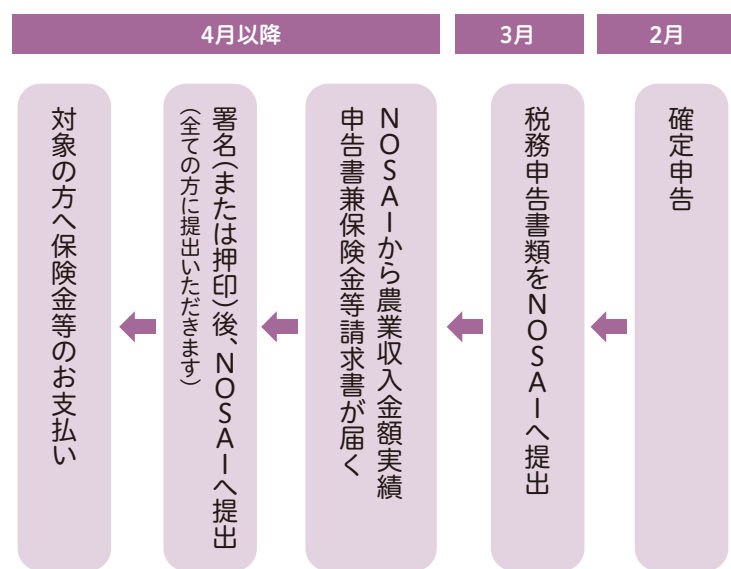 2月
3月
4月以降
確定申告
税務申告書類をNOSAIへ提出
NOSAIから農業収入金額実績
申告書兼保険金等請求書が届く
署名(または押印)後、NOSAIへ提出
(全ての方に提出いただきます)
対象の方へ保険金等のお支払い